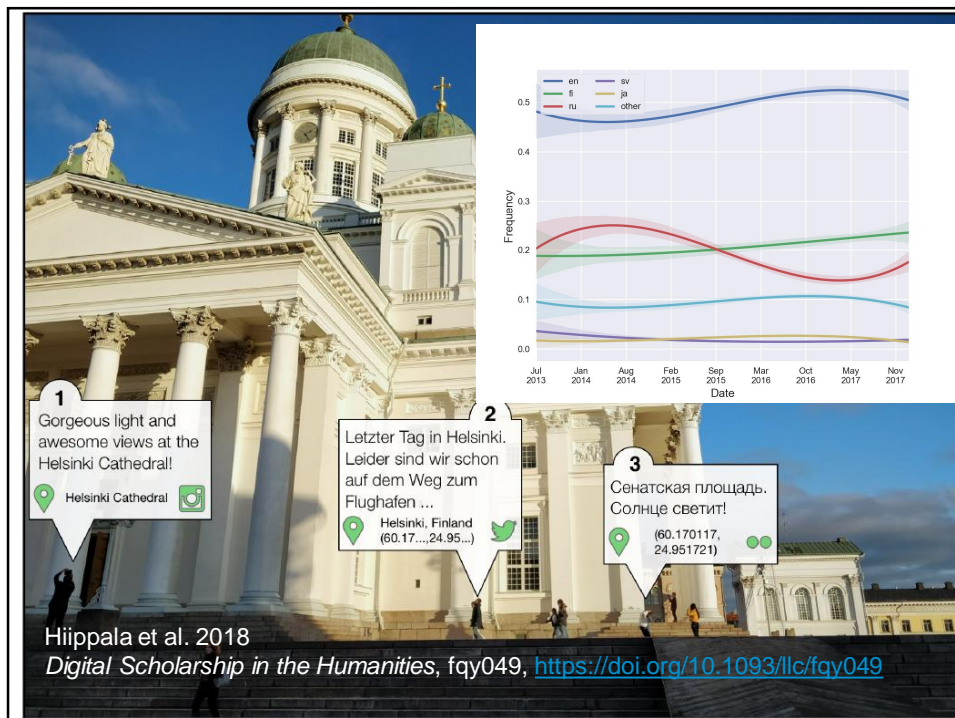 en
fi
ru
sv
ja
other
0.5
0.4
0.3
0.2
0.1
0.0
Frequency
Jul
2013
Jan
2014
Aug
2014
Feb
2015
Sep
2015
Mar
2016
Oct
2016
May
2017
Nov
2017
Date
1
Gorgeous light and
awesome views at the
Helsinki Cathedral!
Helsinki Cathedral
2
Letzter Tag in Helsinki.
Leider sind wir schon
auf dem Weg zum
Flughafen ...
Helsinki, Finland
(60.17...,24.95...)
3
Сенатская площадь.
Солнце светит!
(60.170117,
24.951721)
Hiippala et al. 2018
Digital Scholarship in the Humanities, fqy049, https://doi.org/10.1093/llc/fqy049